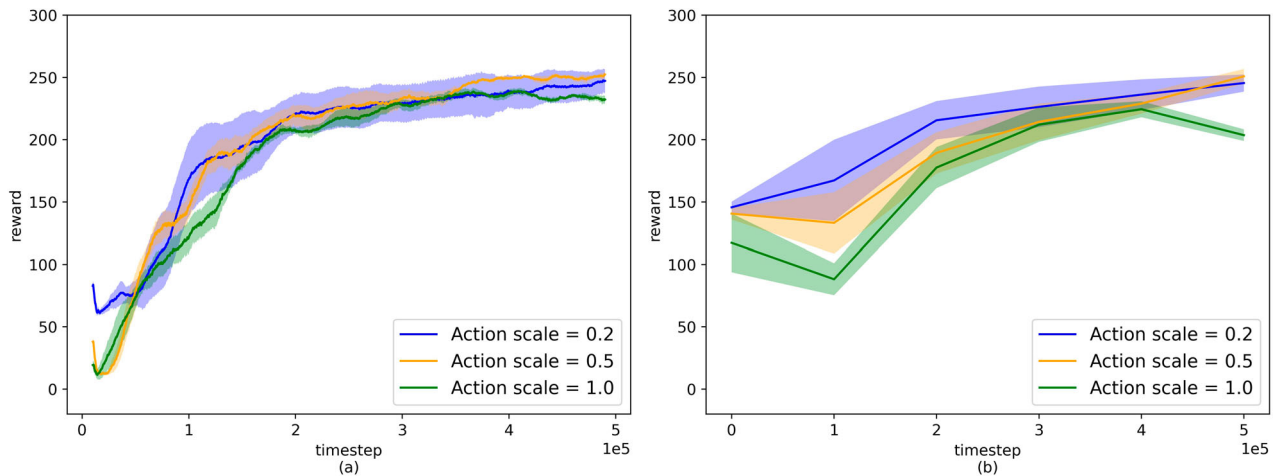 300
250
200
150
100
50
0
reward
0
1
2
3
4
5
1e5
timestep
(a)
Action scale = 0.2
Action scale = 0.5
Action scale = 1.0
300
250
200
150
100
50
0
reward
0
1
2
3
4
5
1e5
timestep
(b)
Action scale = 0.2
Action scale = 0.5
Action scale = 1.0